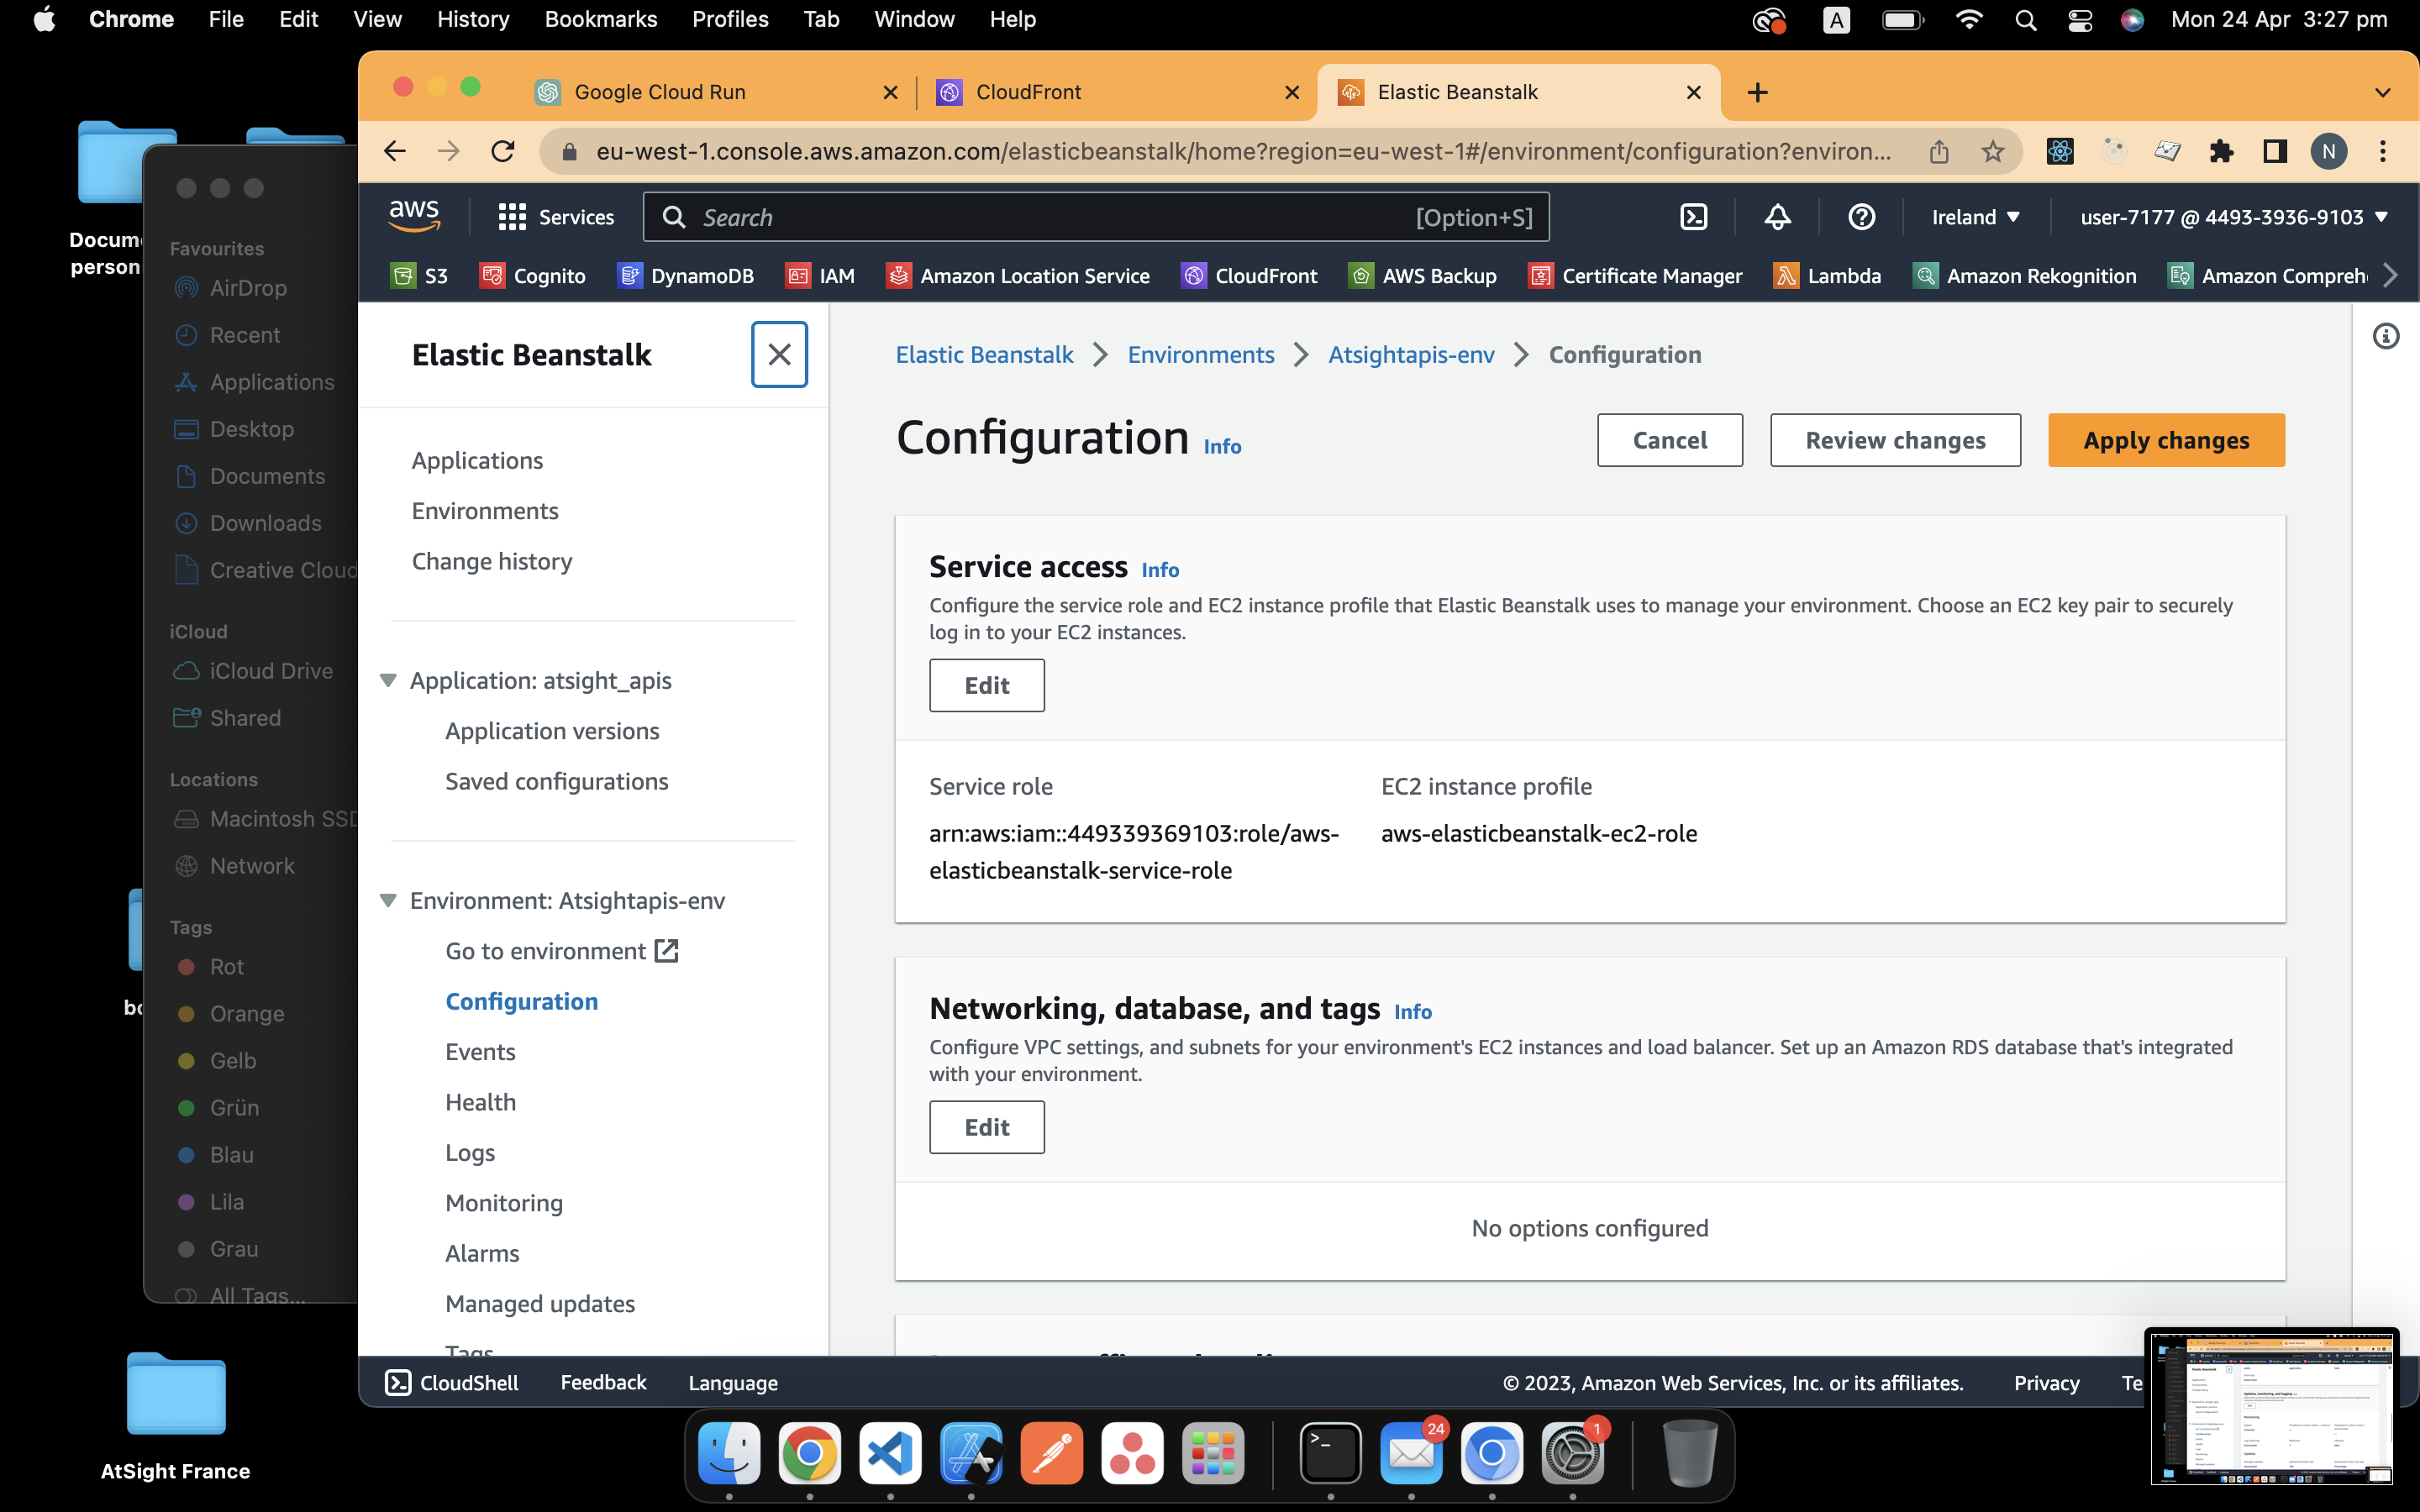 Chrome File Edit View History Bookmarks Profiles Tab Window Help
A Mon 24 Apr 3:27 pm
Google Cloud Run CloudFront Elastic Beanstalk
eu-west-1.console.aws.amazon.com/elasticbeanstalk/home?region=eu-west-1#/environment/configuration?environ...
N
aws Services Search [Option+S] Ireland user-7177 @ 4493-3936-9103
S3 Cognito DynamoDB IAM Amazon Location Service CloudFront AWS Backup Certificate Manager Lambda Amazon Rekognition Amazon Compreh
Docum
person
Favourites
AirDrop
Recent
Applications
Desktop
Documents
Downloads
Creative Cloud
iCloud
iCloud Drive
Shared
Locations
Macintosh SSD
Network
Tags
Rot
Orange
Gelb
Grün
Blau
Lila
Grau
All Tags...
AtSight France
Elastic Beanstalk
Applications
Environments
Change history
Application: atsight_apis
Application versions
Saved configurations
Environment: Atsightapis-env
Go to environment
Configuration
Events
Health
Logs
Monitoring
Alarms
Managed updates
Tags
Elastic Beanstalk Environments Atsightapis-env Configuration
Configuration Info
Cancel Review changes Apply changes
Service access Info
Configure the service role and EC2 instance profile that Elastic Beanstalk uses to manage your environment. Choose an EC2 key pair to securely
log in to your EC2 instances.
Edit
Service role EC2 instance profile
arn:aws:iam::449339369103:role/aws- aws-elasticbeanstalk-ec2-role
elasticbeanstalk-service-role
Networking, database, and tags Info
Configure VPC settings, and subnets for your environment's EC2 instances and load balancer. Set up an Amazon RDS database that's integrated
with your environment.
Edit
No options configured
CloudShell Feedback Language © 2023, Amazon Web Services, Inc. or its affiliates. Privacy Te
24 1